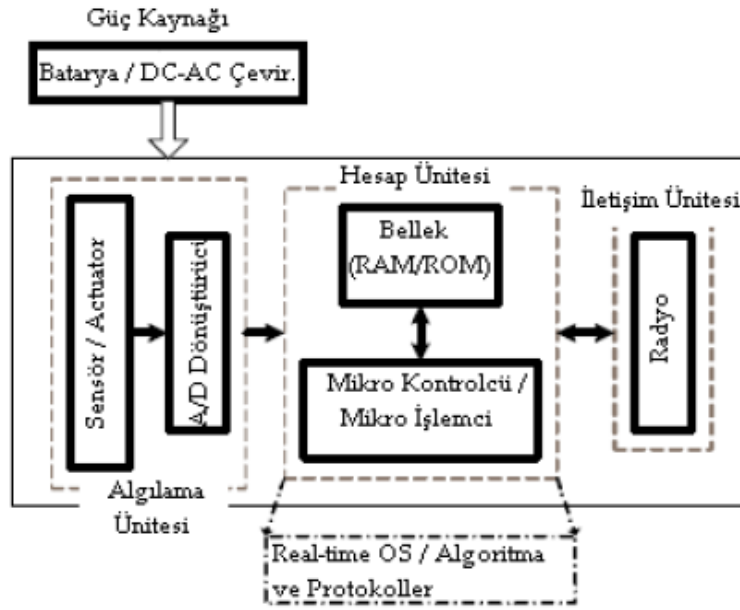 Güç Kaynağı
Batarya / DC-AC Çevir.
Hesap Ünitesi
İletişim Ünitesi
Sensör / Actuator
A/D Dönüştürücü
Bellek
(RAM/ROM)
Mikro Kontrolcü /
Mikro İşlemci
Radyo
Algılama
Ünitesi
Real-time OS / Algoritma
ve Protokoller